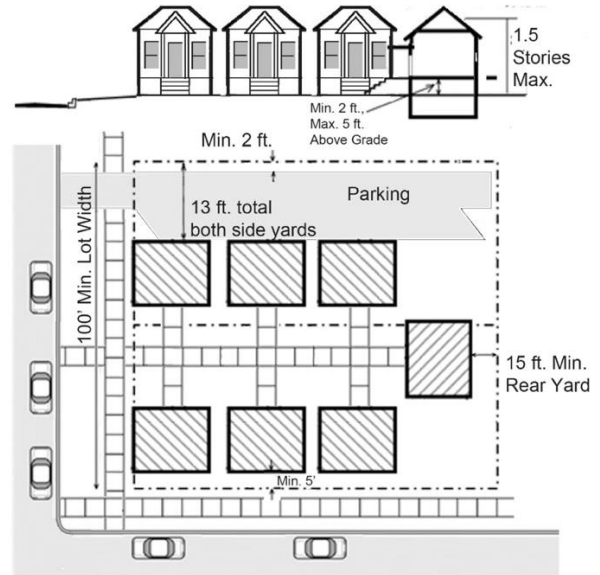 1.5
Stories
Max.
Min. 2 ft.,
Max. 5 ft.
Above Grade
Min. 2 ft.
Parking
13 ft. total
both side yards
100' Min. Lot Width
15 ft. Min.
Rear Yard
Min. 5'